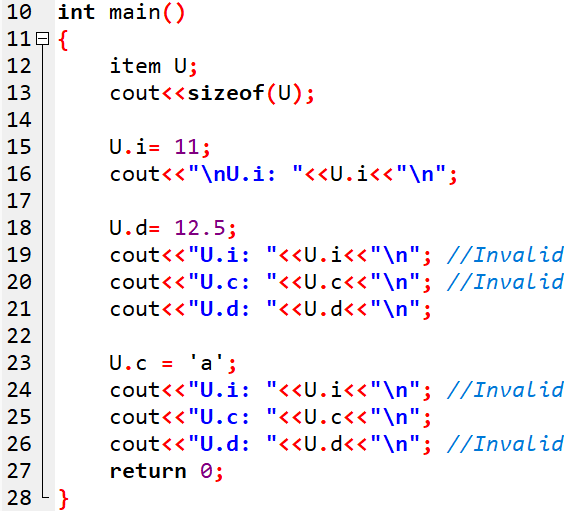 10 int main()
11 {
12     item U;
13     cout<<sizeof(U);
14
15     U.i= 11;
16     cout<<"\nU.i: "<<U.i<<"\n";
17
18     U.d= 12.5;
19     cout<<"U.i: "<<U.i<<"\n"; //Invalid
20     cout<<"U.c: "<<U.c<<"\n"; //Invalid
21     cout<<"U.d: "<<U.d<<"\n";
22
23     U.c = 'a';
24     cout<<"U.i: "<<U.i<<"\n"; //Invalid
25     cout<<"U.c: "<<U.c<<"\n";
26     cout<<"U.d: "<<U.d<<"\n"; //Invalid
27     return 0;
28 }